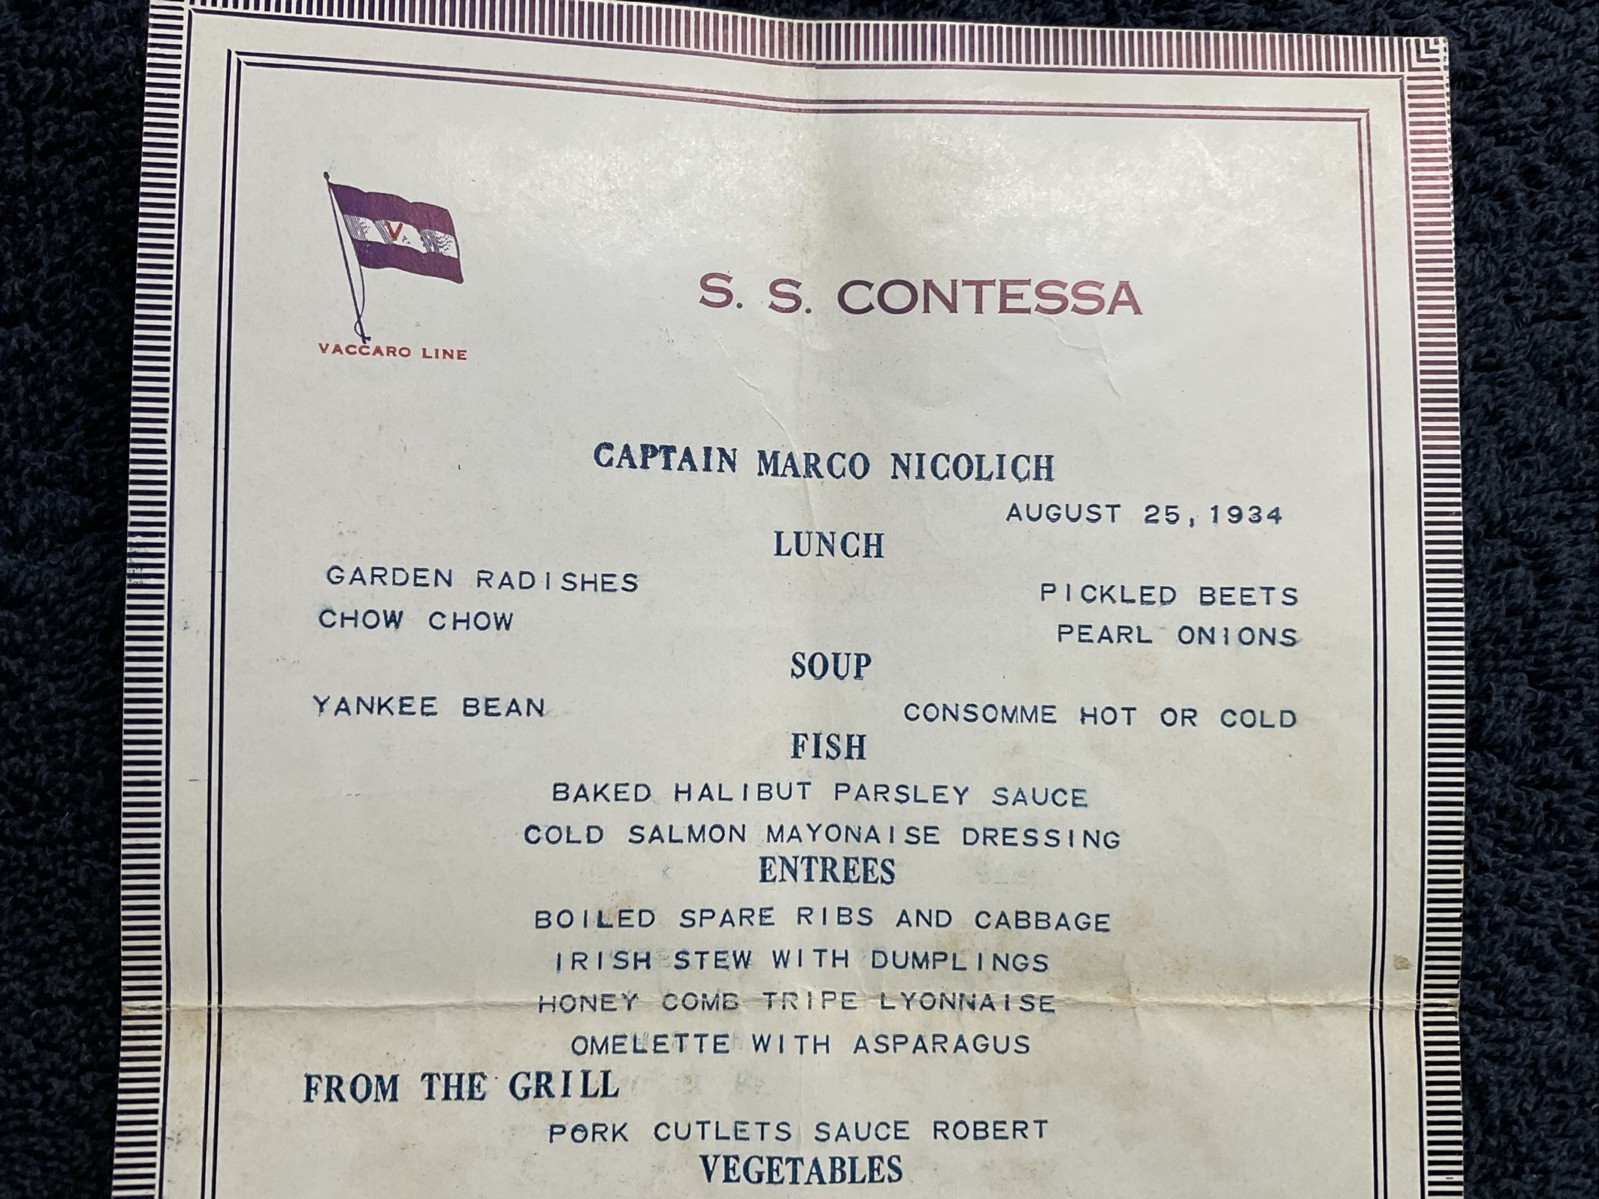 V
S. S. CONTESSA
VACCARO LINE
CAPTAIN MARCO NICOLICH
AUGUST 25, 1934
LUNCH
GARDEN RADISHES PICKLED BEETS
CHOW CHOW PEARL ONIONS
SOUP
YANKEE BEAN CONSOMME HOT OR COLD
FISH
BAKED HALIBUT PARSLEY SAUCE
COLD SALMON MAYONAISE DRESSING
ENTREES
BOILED SPARE RIBS AND CABBAGE
IRISH STEW WITH DUMPLINGS
HONEY COMB TRIPE LYONNAISE
OMELETTE WITH ASPARAGUS
FROM THE GRILL
PORK CUTLETS SAUCE ROBERT
VEGETABLES